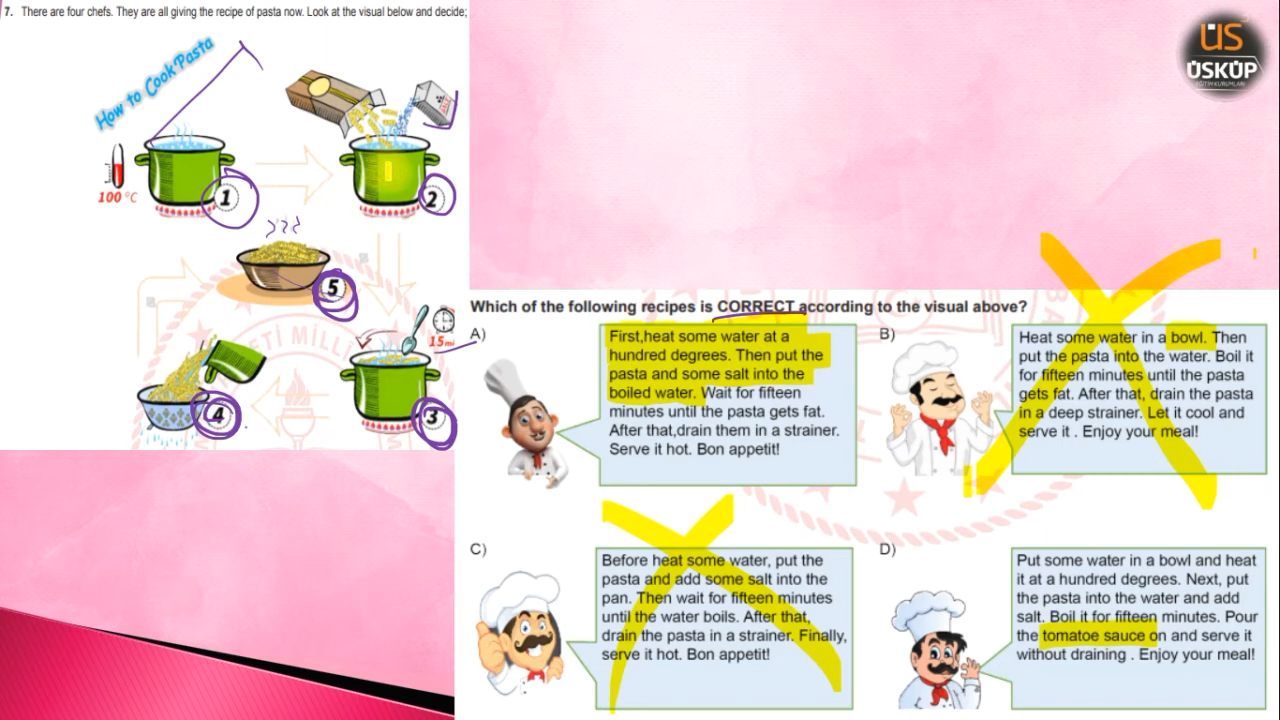 7. There are four chefs. They are all giving the recipe of pasta now. Look at the visual below and decide;
How to Cook Pasta
100 °C
1
2
5
15mi
4
3
üs
ÜSKÜP
EĞİTİM KURUMLARI
Which of the following recipes is CORRECT according to the visual above?
A)
First,heat some water at a
hundred degrees. Then put the
pasta and some salt into the
boiled water. Wait for fifteen
minutes until the pasta gets fat.
After that,drain them in a strainer.
Serve it hot. Bon appetit!
B)
Heat some water in a bowl. Then
put the pasta into the water. Boil it
for fifteen minutes until the pasta
gets fat. After that, drain the pasta
in a deep strainer. Let it cool and
serve it . Enjoy your meal!
C)
Before heat some water, put the
pasta and add some salt into the
pan. Then wait for fifteen minutes
until the water boils. After that,
drain the pasta in a strainer. Finally,
serve it hot. Bon appetit!
D)
Put some water in a bowl and heat
it at a hundred degrees. Next, put
the pasta into the water and add
salt. Boil it for fifteen minutes. Pour
the tomatoe sauce on and serve it
without draining . Enjoy your meal!